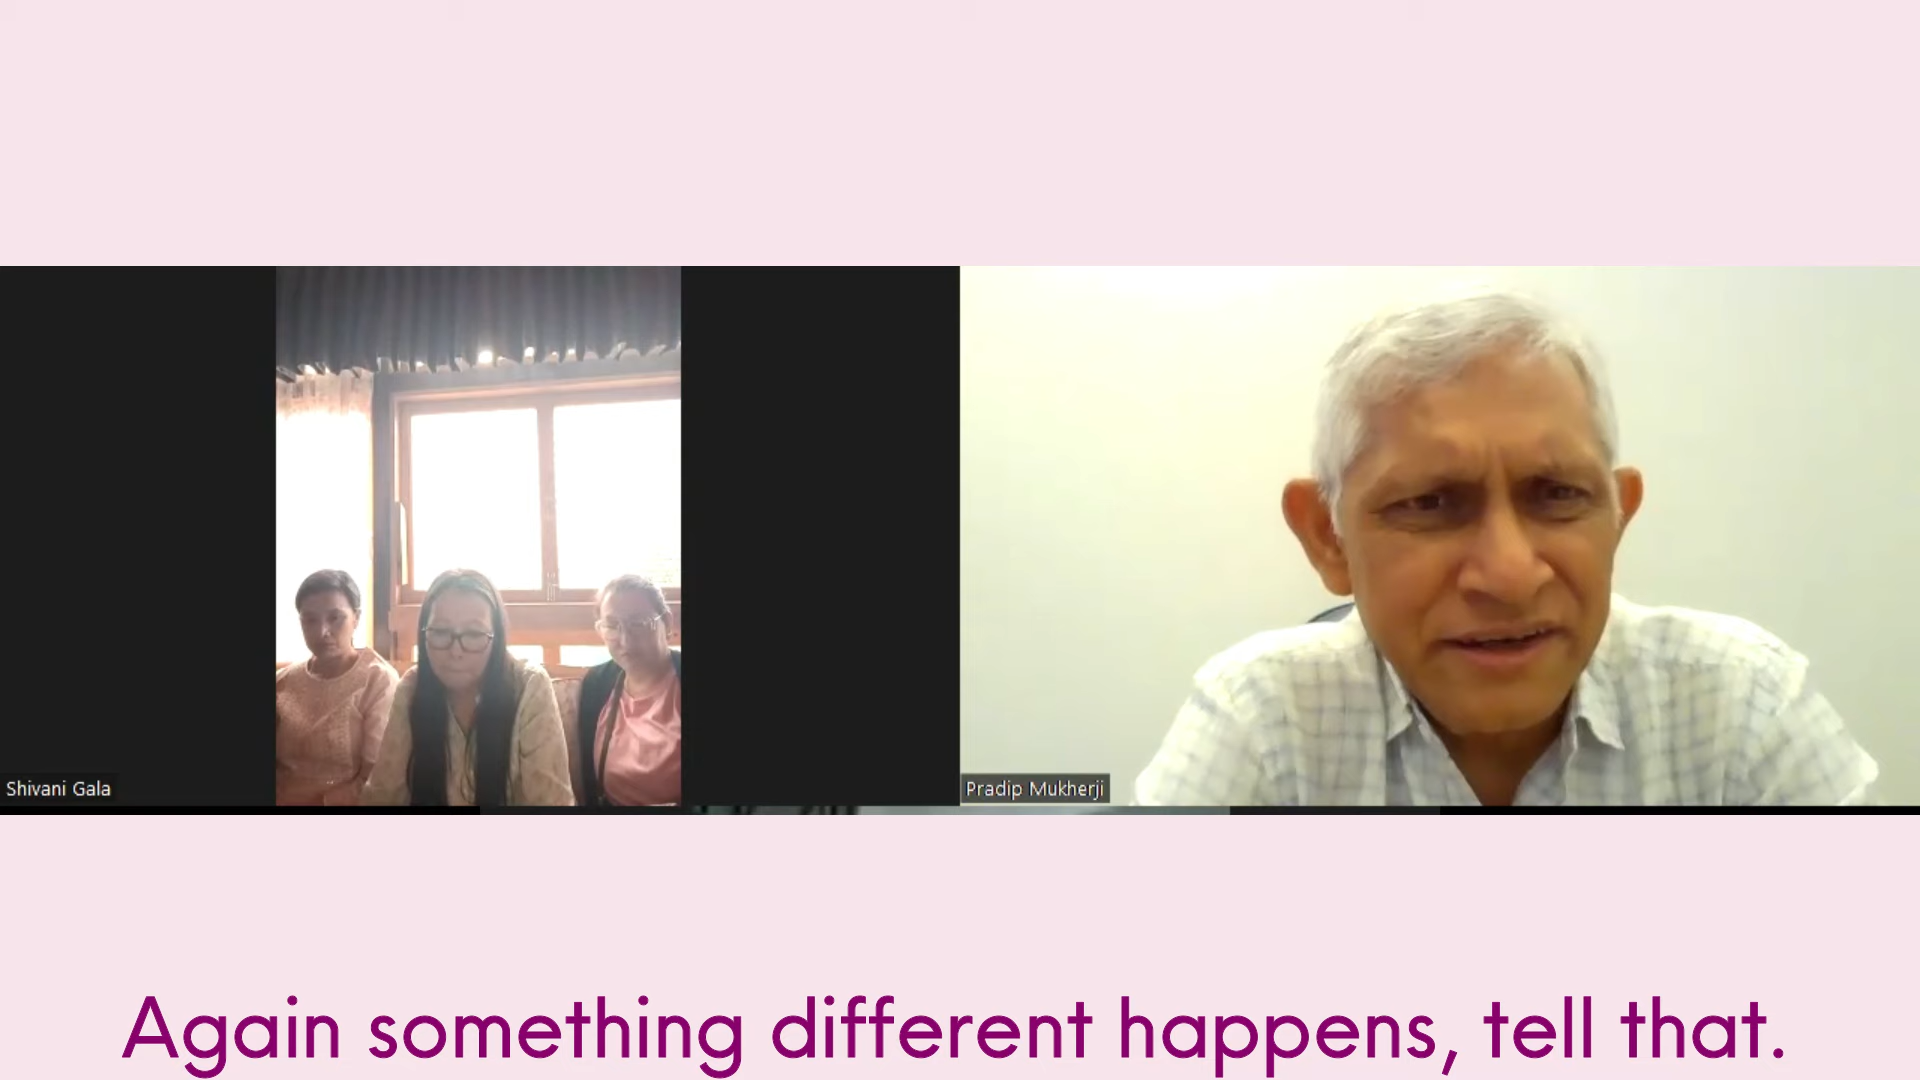 Shivani Gala
Pradip Mukherji
Again something different happens, tell that.